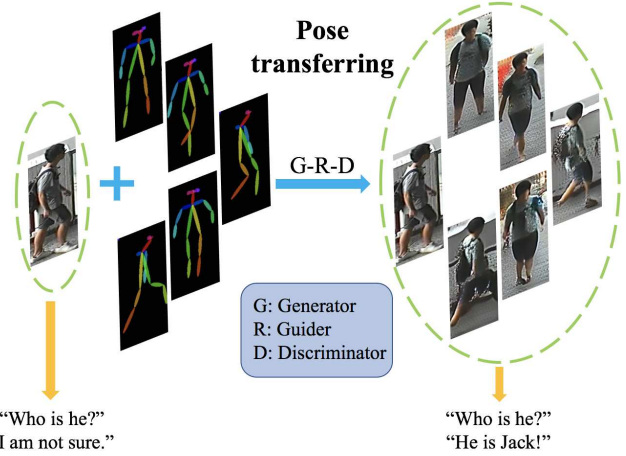 Pose
transferring
G-R-D
G: Generator
R: Guider
D: Discriminator
“Who is he?”
I am not sure.”
“Who is he?”
“He is Jack!”